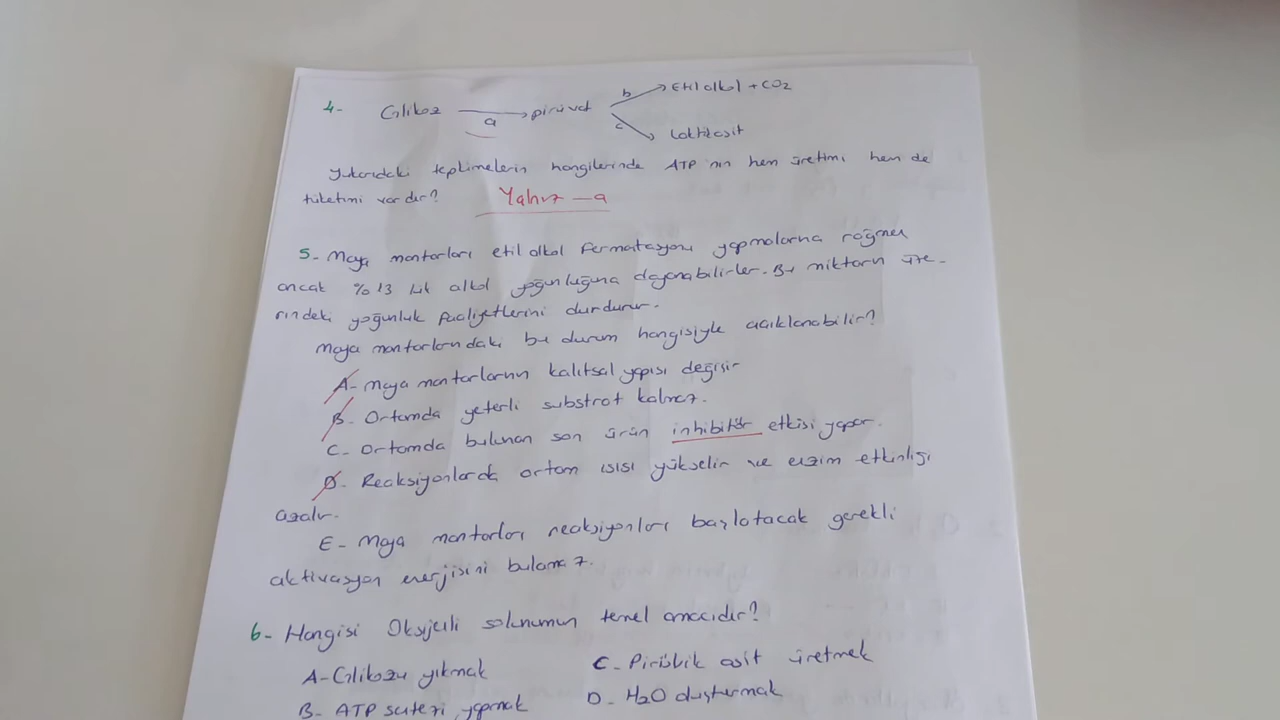 4- Glikoz a pirüvat b Etil alkol + CO2
c Laktikasit
yukarıdaki tepkimelerin hangilerinde ATP nin hem üretimi hem de
tüketimi vardır? Yalnız - a
5- Maya mantarları etil alkol fermantasyonu yapmalarına rağmen
ancak %13 lük alkol yoğunluğuna dayanabilirler. Bu miktarın üze-
rindeki yoğunluk faaliyetlerini durdurur.
Maya mantarlarındaki bu durum hangisiyle açıklanabilir?
A- Maya mantarlarının kalıtsal yapısı değişir
B- Ortamda yeterli substrat kalmaz.
C- Ortamda bulunan son ürün inhibitör etkisi yapar.
D- Reaksiyonlarda ortam ısısı yükselir ve enzim etkinliği
azalır.
E- Maya mantarları reaksiyonları başlatacak gerekli
aktivasyon enerjisini bulamaz.
6- Hangisi Oksijenli solunumun temel amacıdır?
A- Glikozu yıkmak C- Pirüvik asit üretmek
B- ATP sentezi yapmak D- H2O oluşturmak